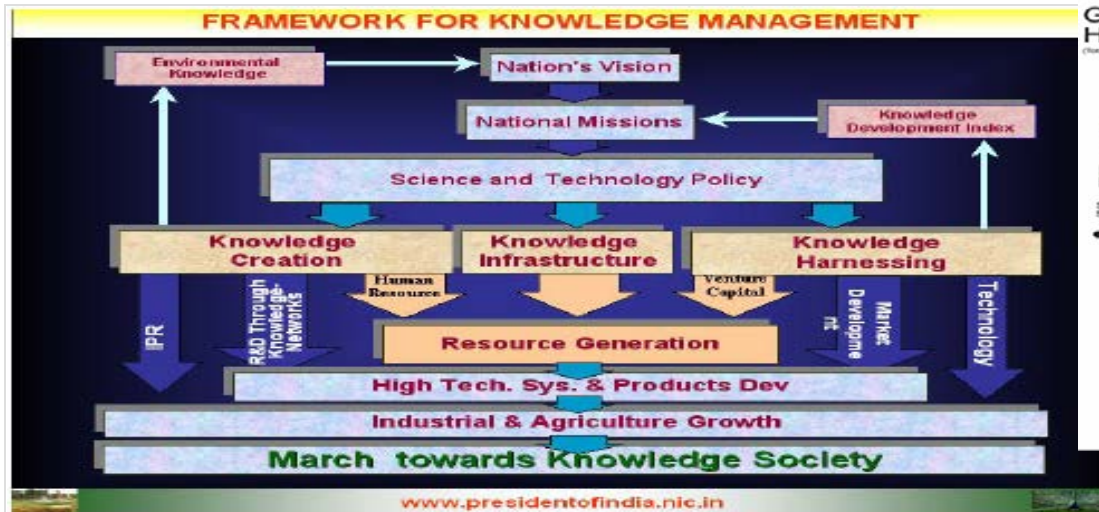 FRAMEWORK FOR KNOWLEDGE MANAGEMENT
Environmental
Knowledge
Nation's Vision
National Missions
Knowledge
Development Index
Science and Technology Policy
Knowledge
Creation
Knowledge
Infrastructure
Knowledge
Harnessing
Human
Resource
Venture
Capital
IPR
R&D Through
Knowledge-
Networks
Market
Developme
nt
Technology
Resource Generation
High Tech. Sys. & Products Dev
Industrial & Agriculture Growth
March towards Knowledge Society
www.presidentofindia.nic.in
G
H